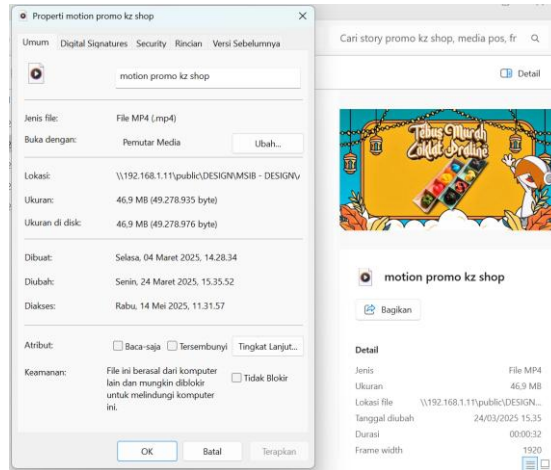 Properti motion promo kz shop
Umum Digital Signatures Security Rincian Versi Sebelumnya
motion promo kz shop
Jenis file: File MP4 (.mp4)
Buka dengan: Pemutar Media Ubah...
Lokasi: \\192.168.1.11\public\DESIGN\MSIB - DESIGN\
Ukuran: 46,9 MB (49.278.935 byte)
Ukuran di disk: 46,9 MB (49.278.976 byte)
Dibuat: Selasa, 04 Maret 2025, 14.28.34
Diubah: Senin, 24 Maret 2025, 15.35.52
Diakses: Rabu, 14 Mei 2025, 11.31.57
Atribut: Baca-saja Tersembunyi Tingkat Lanjut...
Keamanan: File ini berasal dari komputer
lain dan mungkin diblokir
untuk melindungi komputer
ini.
Tidak Blokir
OK Batal Terapkan
Cari story promo kz shop, media pos, fr
Detail
Tebus Murah
Coklat Praline
motion promo kz shop
Bagikan
Detail
Jenis File MP4
Ukuran 46,9 MB
Lokasi file \\192.168.1.11\public\DESIGN...
Tanggal diubah 24/03/2025 15.35
Durasi 00:00:32
Frame width 1920